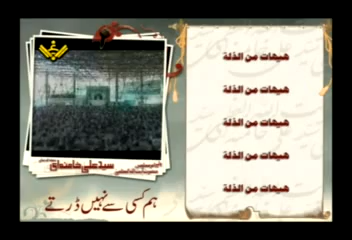 هيهات من الذلة
هيهات من الذلة
هيهات من الذلة
هيهات من الذلة
هيهات من الذلة
سید علی خامنه‌ای
ہم کسی سے نہیں ڈرتے